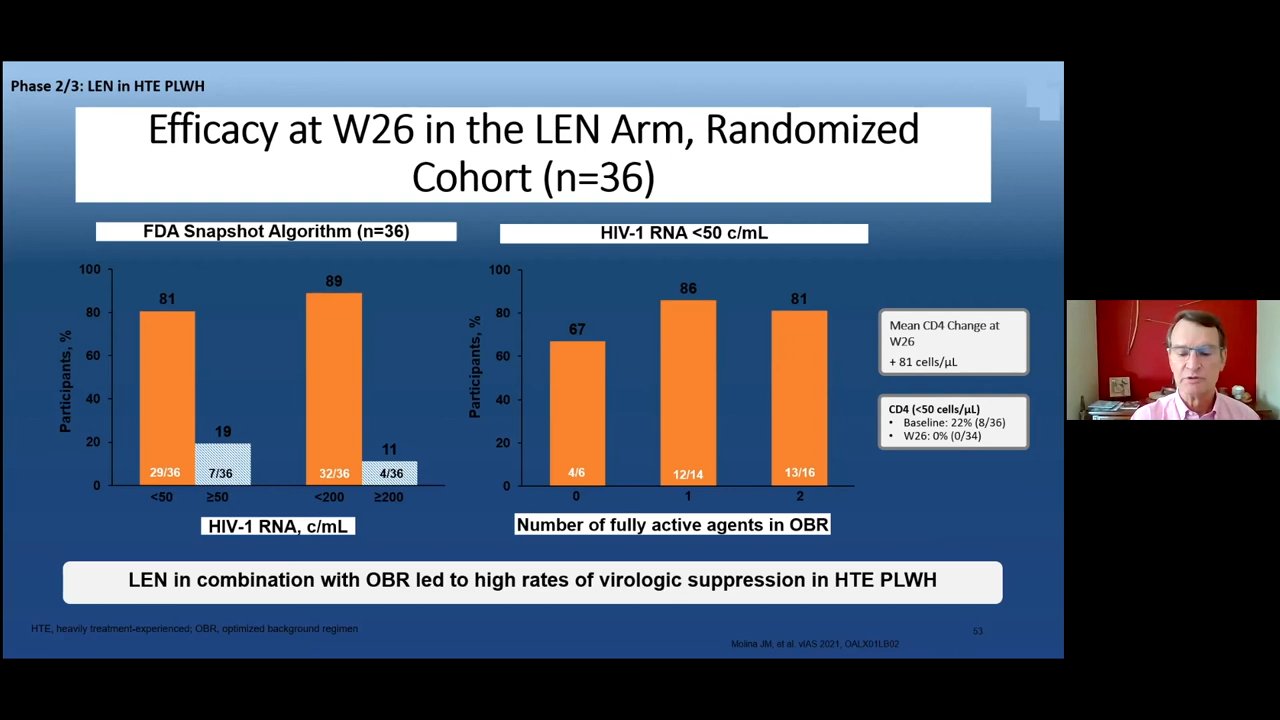 Phase 2/3: LEN in HTE PLWH
Efficacy at W26 in the LEN Arm, Randomized
Cohort (n=36)
FDA Snapshot Algorithm (n=36)
Participants, %
100
80
60
40
20
0
81
19
89
11
29/36
7/36
32/36
4/36
<50
≥50
<200
≥200
HIV-1 RNA, c/mL
HIV-1 RNA <50 c/mL
Participants, %
100
80
60
40
20
0
67
86
81
4/6
12/14
13/16
0
1
2
Number of fully active agents in OBR
Mean CD4 Change at
W26
+ 81 cells/µL
CD4 (<50 cells/µL)
• Baseline: 22% (8/36)
• W26: 0% (0/34)
LEN in combination with OBR led to high rates of virologic suppression in HTE PLWH
HTE, heavily treatment-experienced; OBR, optimized background regimen
53
Molina JM, et al. vIAS 2021, OALX01LB02